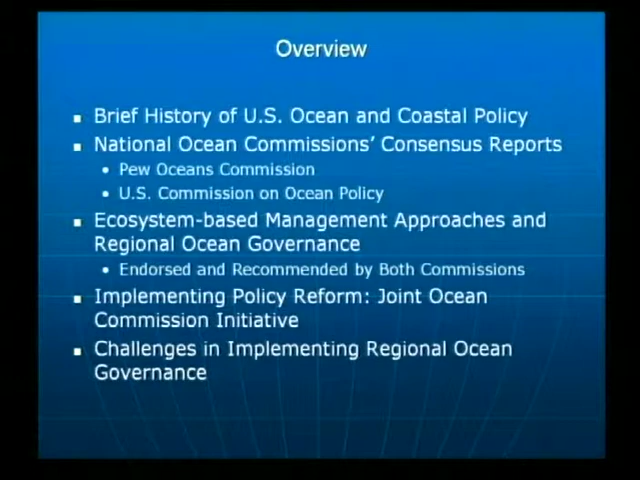 Overview
Brief History of U.S. Ocean and Coastal Policy
National Ocean Commissions' Consensus Reports
Pew Oceans Commission
U.S. Commission on Ocean Policy
Ecosystem-based Management Approaches and
Regional Ocean Governance
Endorsed and Recommended by Both Commissions
Implementing Policy Reform: Joint Ocean
Commission Initiative
Challenges in Implementing Regional Ocean
Governance